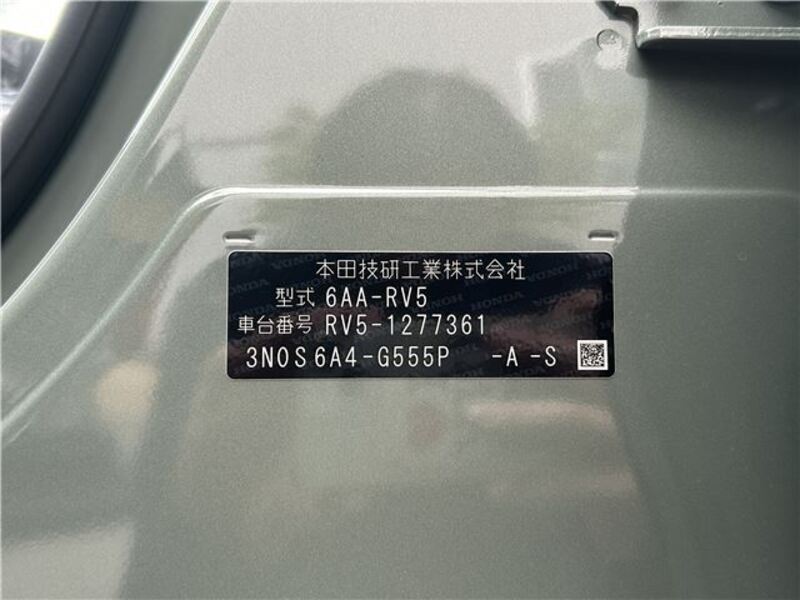 本田技研工業株式会社
型式 6AA-RV5
車台番号 RV5-1277361
3N0S6A4-G555P -A -S